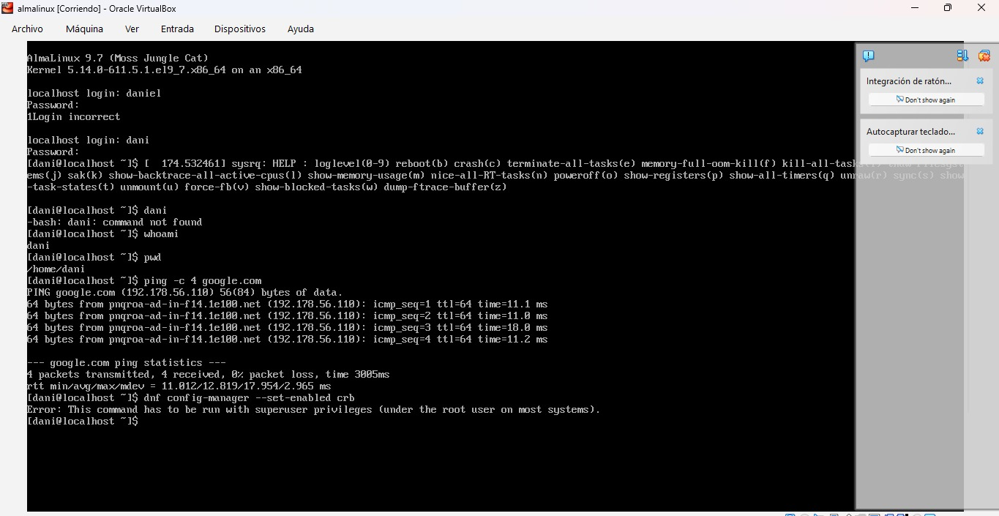 almalinux [Corriendo] - Oracle VirtualBox
Archivo Máquina Ver Entrada Dispositivos Ayuda
AlmaLinux 9.7 (Moss Jungle Cat)
Kernel 5.14.0-611.5.1.el9_7.x86_64 on an x86_64
localhost login: daniel
Password:
1Login incorrect
localhost login: dani
Password:
[dani@localhost ~]$ [  174.532461] sysrq: HELP : loglevel(0-9) reboot(b) crash(c) terminate-all-tasks(e) memory-full-oom-kill(f) kill-all-tasks(i) thaw-filesyst
ems(j) sak(k) show-backtrace-all-active-cpus(l) show-memory-usage(m) nice-all-RT-tasks(n) poweroff(o) show-registers(p) show-all-timers(q) unraw(r) sync(s) show
-task-states(t) unmount(u) force-fb(v) show-blocked-tasks(w) dump-ftrace-buffer(z)
[dani@localhost ~]$ dani
-bash: dani: command not found
[dani@localhost ~]$ whoami
dani
[dani@localhost ~]$ pwd
/home/dani
[dani@localhost ~]$ ping -c 4 google.com
PING google.com (192.178.56.110) 56(84) bytes of data.
64 bytes from pnqroa-ad-in-f14.1e100.net (192.178.56.110): icmp_seq=1 ttl=64 time=11.1 ms
64 bytes from pnqroa-ad-in-f14.1e100.net (192.178.56.110): icmp_seq=2 ttl=64 time=11.0 ms
64 bytes from pnqroa-ad-in-f14.1e100.net (192.178.56.110): icmp_seq=3 ttl=64 time=18.0 ms
64 bytes from pnqroa-ad-in-f14.1e100.net (192.178.56.110): icmp_seq=4 ttl=64 time=11.2 ms
--- google.com ping statistics ---
4 packets transmitted, 4 received, 0% packet loss, time 3005ms
rtt min/avg/max/mdev = 11.012/12.819/17.954/2.965 ms
[dani@localhost ~]$ dnf config-manager --set-enabled crb
Error: This command has to be run with superuser privileges (under the root user on most systems).
[dani@localhost ~]$
Integración de ratón...
Don't show again
Autocapturar teclado...
Don't show again